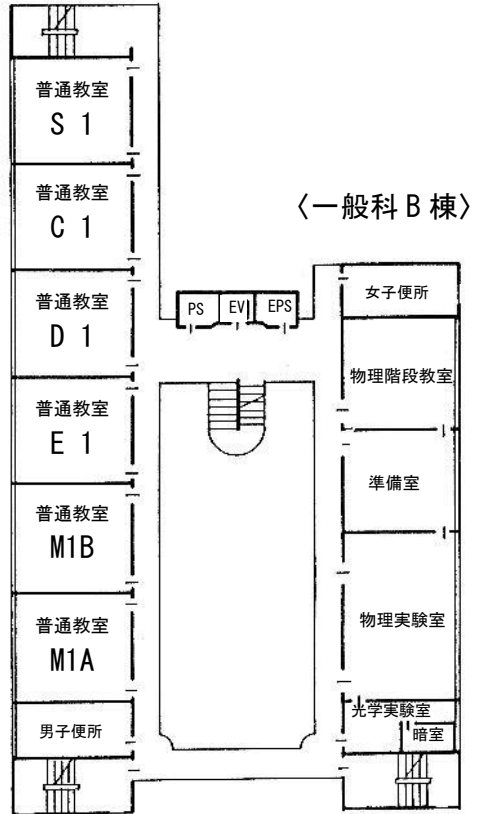 普通教室
S 1
普通教室
C 1
〈一般科B棟〉
PS
EV
EPS
女子便所
普通教室
D 1
物理階段教室
普通教室
E 1
準備室
普通教室
M1B
物理実験室
普通教室
M1A
光学実験室
男子便所
暗室